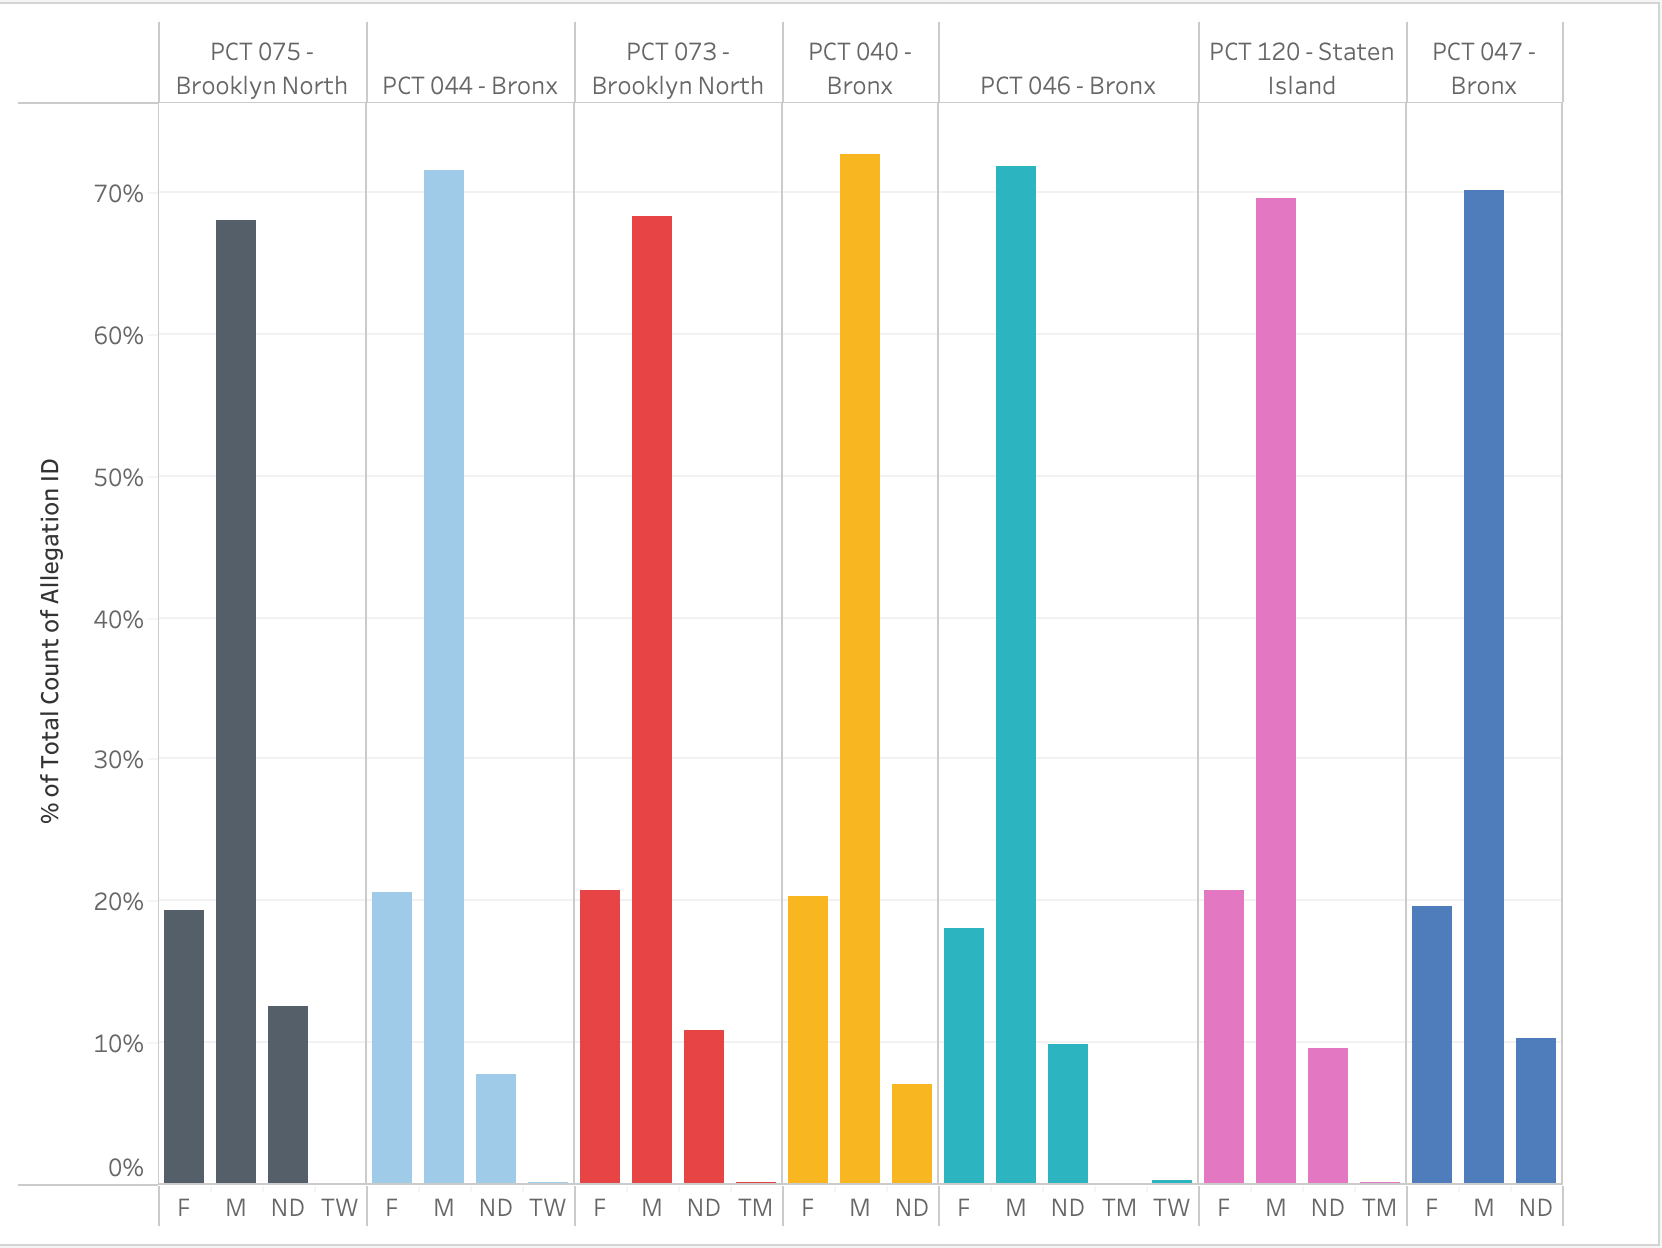 PCT 075 -
Brooklyn North
PCT 044 - Bronx
PCT 073 -
Brooklyn North
PCT 040 -
Bronx
PCT 046 - Bronx
PCT 120 - Staten
Island
PCT 047 -
Bronx
% of Total Count of Allegation ID
70%
60%
50%
40%
30%
20%
10%
0%
F M ND TW F M ND TW F M ND TM F M ND F M ND TM TW F M ND TM F M ND